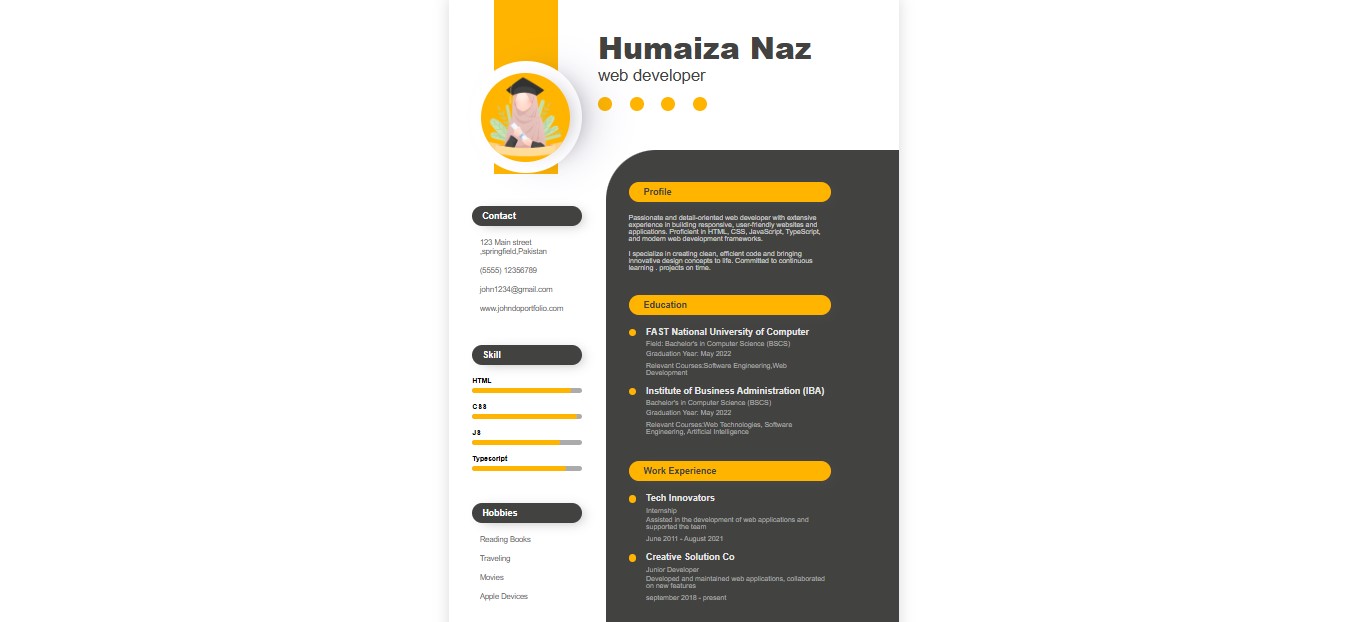 Humaiza Naz
web developer
Contact
123 Main street
,springfield,Pakistan
(5555) 12356789
john1234@gmail.com
www.johndoportfolio.com
Skill
HTML
CSS
JS
Typescript
Hobbies
Reading Books
Traveling
Movies
Apple Devices
Profile
Passionate and detail-oriented web developer with extensive
experience in building responsive, user-friendly websites and
applications. Proficient in HTML, CSS, JavaScript, TypeScript,
and modern web development frameworks.
I specialize in creating clean, efficient code and bringing
innovative design concepts to life. Committed to continuous
learning . projects on time.
Education
FAST National University of Computer
Field: Bachelor's in Computer Science (BSCS)
Graduation Year: May 2022
Relevant Courses:Software Engineering,Web
Development
Institute of Business Administration (IBA)
Bachelor's in Computer Science (BSCS)
Graduation Year: May 2022
Relevant Courses:Web Technologies, Software
Engineering, Artificial Intelligence
Work Experience
Tech Innovators
Internship
Assisted in the development of web applications and
supported the team
June 2011 - August 2021
Creative Solution Co
Junior Developer
Developed and maintained web applications, collaborated
on new features
september 2018 - present